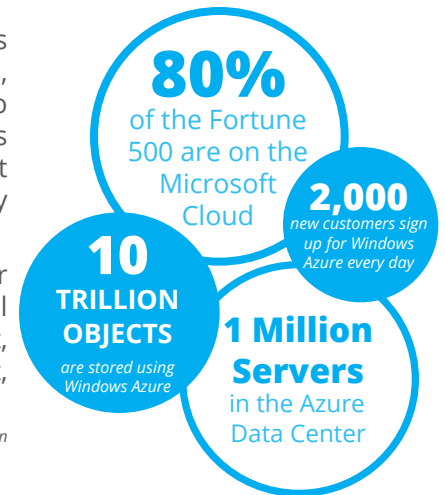 80%
of the Fortune
500 are on the
Microsoft
Cloud
2,000
new customers sign
up for Windows
Azure every day
10
TRILLION
OBJECTS
are stored using
Windows Azure
1 Million
Servers
in the Azure
Data Center